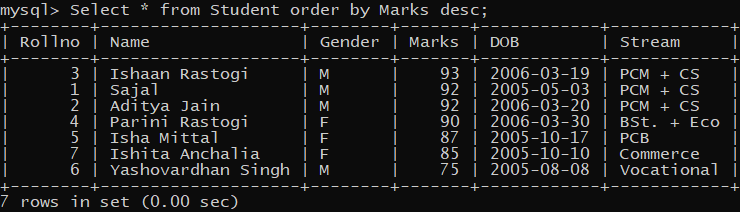 mysql> Select * from Student order by Marks desc;
+--------+--------------------+--------+-------+------------+------------+
| Rollno | Name               | Gender | Marks | DOB        | Stream     |
+--------+--------------------+--------+-------+------------+------------+
|      3 | Ishaan Rastogi     | M      |    93 | 2006-03-19 | PCM + CS   |
|      1 | Sajal              | M      |    92 | 2005-05-03 | PCM + CS   |
|      2 | Aditya Jain        | M      |    92 | 2006-03-20 | PCM + CS   |
|      4 | Parini Rastogi     | F      |    90 | 2006-03-30 | BSt. + Eco |
|      5 | Isha Mittal        | F      |    87 | 2005-10-17 | PCB        |
|      7 | Ishita Anchalia    | F      |    85 | 2005-10-10 | Commerce   |
|      6 | Yashovardhan Singh | M      |    75 | 2005-08-08 | Vocational |
+--------+--------------------+--------+-------+------------+------------+
7 rows in set (0.00 sec)